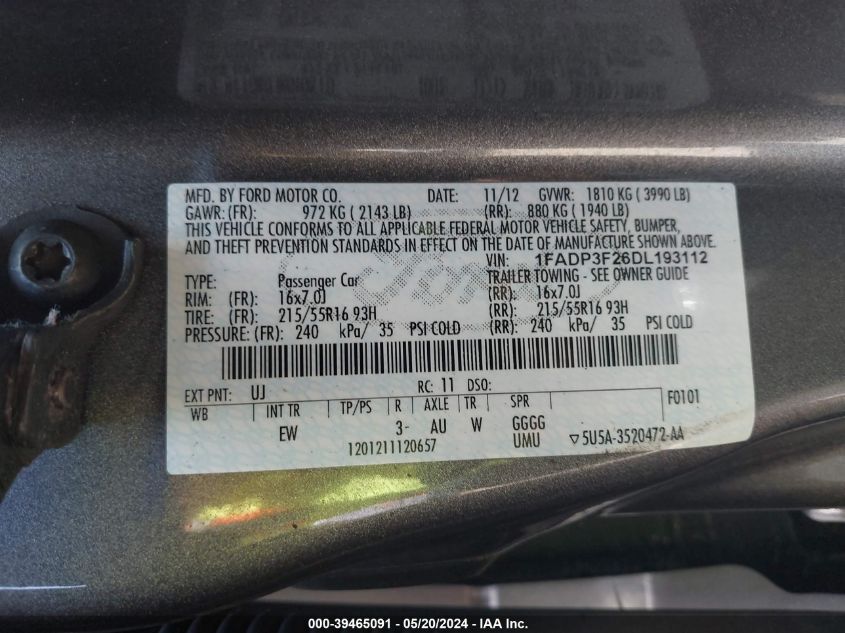 MFD. BY FORD MOTOR CO. DATE: 11/12 GVWR: 1810 KG ( 3990 LB)
GAWR: (FR): 972 KG ( 2143 LB) (RR): 880 KG ( 1940 LB)
THIS VEHICLE CONFORMS TO ALL APPLICABLE FEDERAL MOTOR VEHICLE SAFETY, BUMPER,
AND THEFT PREVENTION STANDARDS IN EFFECT ON THE DATE OF MANUFACTURE SHOWN ABOVE.
VIN: 1FADP3F26DL193112
TYPE: Passenger Car TRAILER TOWING - SEE OWNER GUIDE
RIM: (FR): 16x7.0J (RR): 16x7.0J
TIRE: (FR): 215/55R16 93H (RR): 215/55R16 93H
PRESSURE: (FR): 240 kPa/ 35 PSI COLD (RR): 240 kPa/ 35 PSI COLD
EXT PNT: UJ RC: 11 DSO: F0101
WB INT TR TP/PS R AXLE TR SPR
EW 3- AU W GGGG
1201211120657 UMU ▽5U5A-3520472-AA
000-39465091 - 05/20/2024 - IAA Inc.